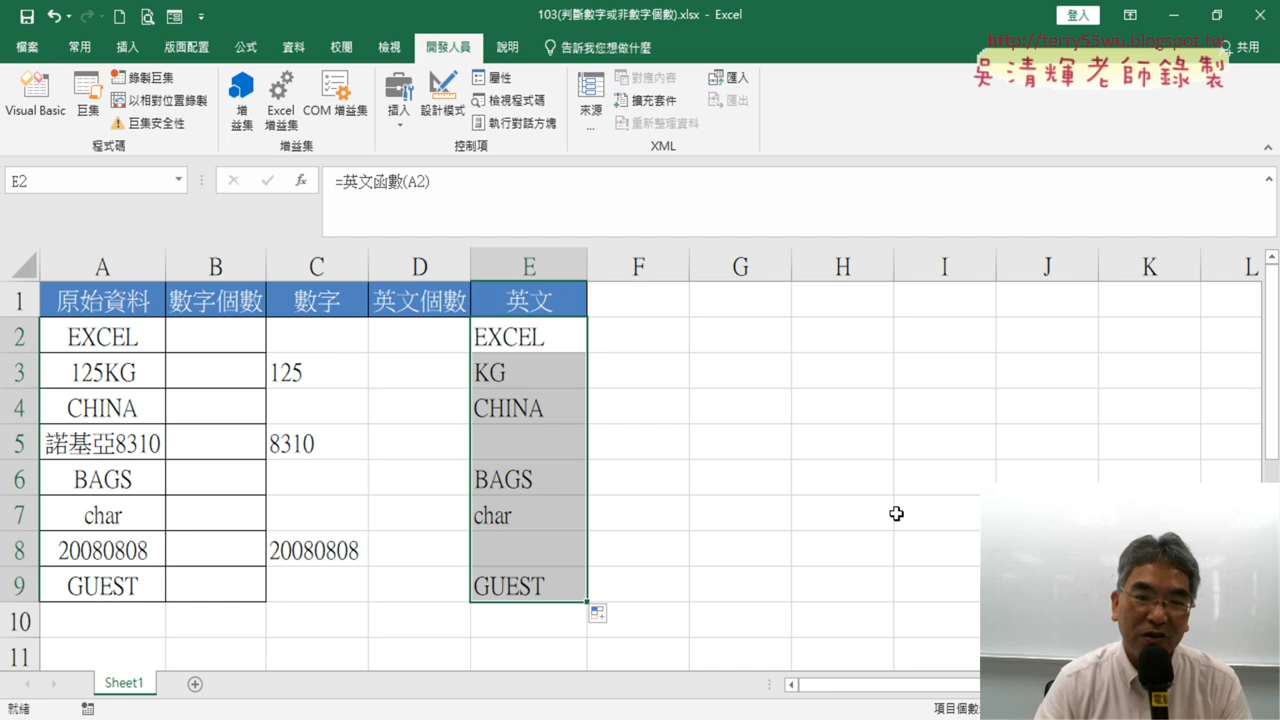 103(判斷數字或非數字個數).xlsx - Excel
登入
檔案 常用 插入 版面配置 公式 資料 校閱 檢視 開發人員 說明 告訴我您想做什麼 共用
http://terry55wu.blogspot.tw
吳清輝老師錄製
Visual Basic 巨集 錄製巨集 以相對位置錄製 巨集安全性
程式碼
增益集 Excel 增益集 COM 增益集
增益集
插入 設計模式 屬性 檢視程式碼 執行對話方塊
控制項
來源... 對應內容 擴充套件 重新整理資料 匯入 匯出
XML
E2 fx =英文函數(A2)
A B C D E F G H I J K L
1 原始資料 數字個數 數字 英文個數 英文
2 EXCEL EXCEL
3 125KG 125 KG
4 CHINA CHINA
5 諾基亞8310 8310
6 BAGS BAGS
7 char char
8 20080808 20080808
9 GUEST GUEST
10
11
Sheet1
就緒 項目個數